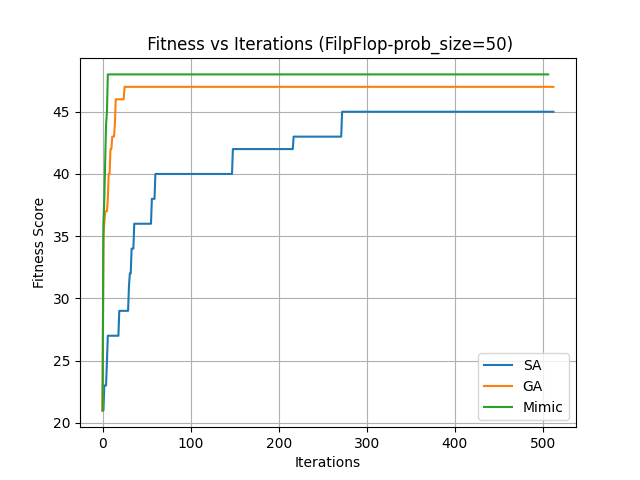 Fitness vs Iterations (FilpFlop-prob_size=50)
Fitness Score
45
40
35
30
25
20
0 100 200 300 400 500
Iterations
SA
GA
Mimic